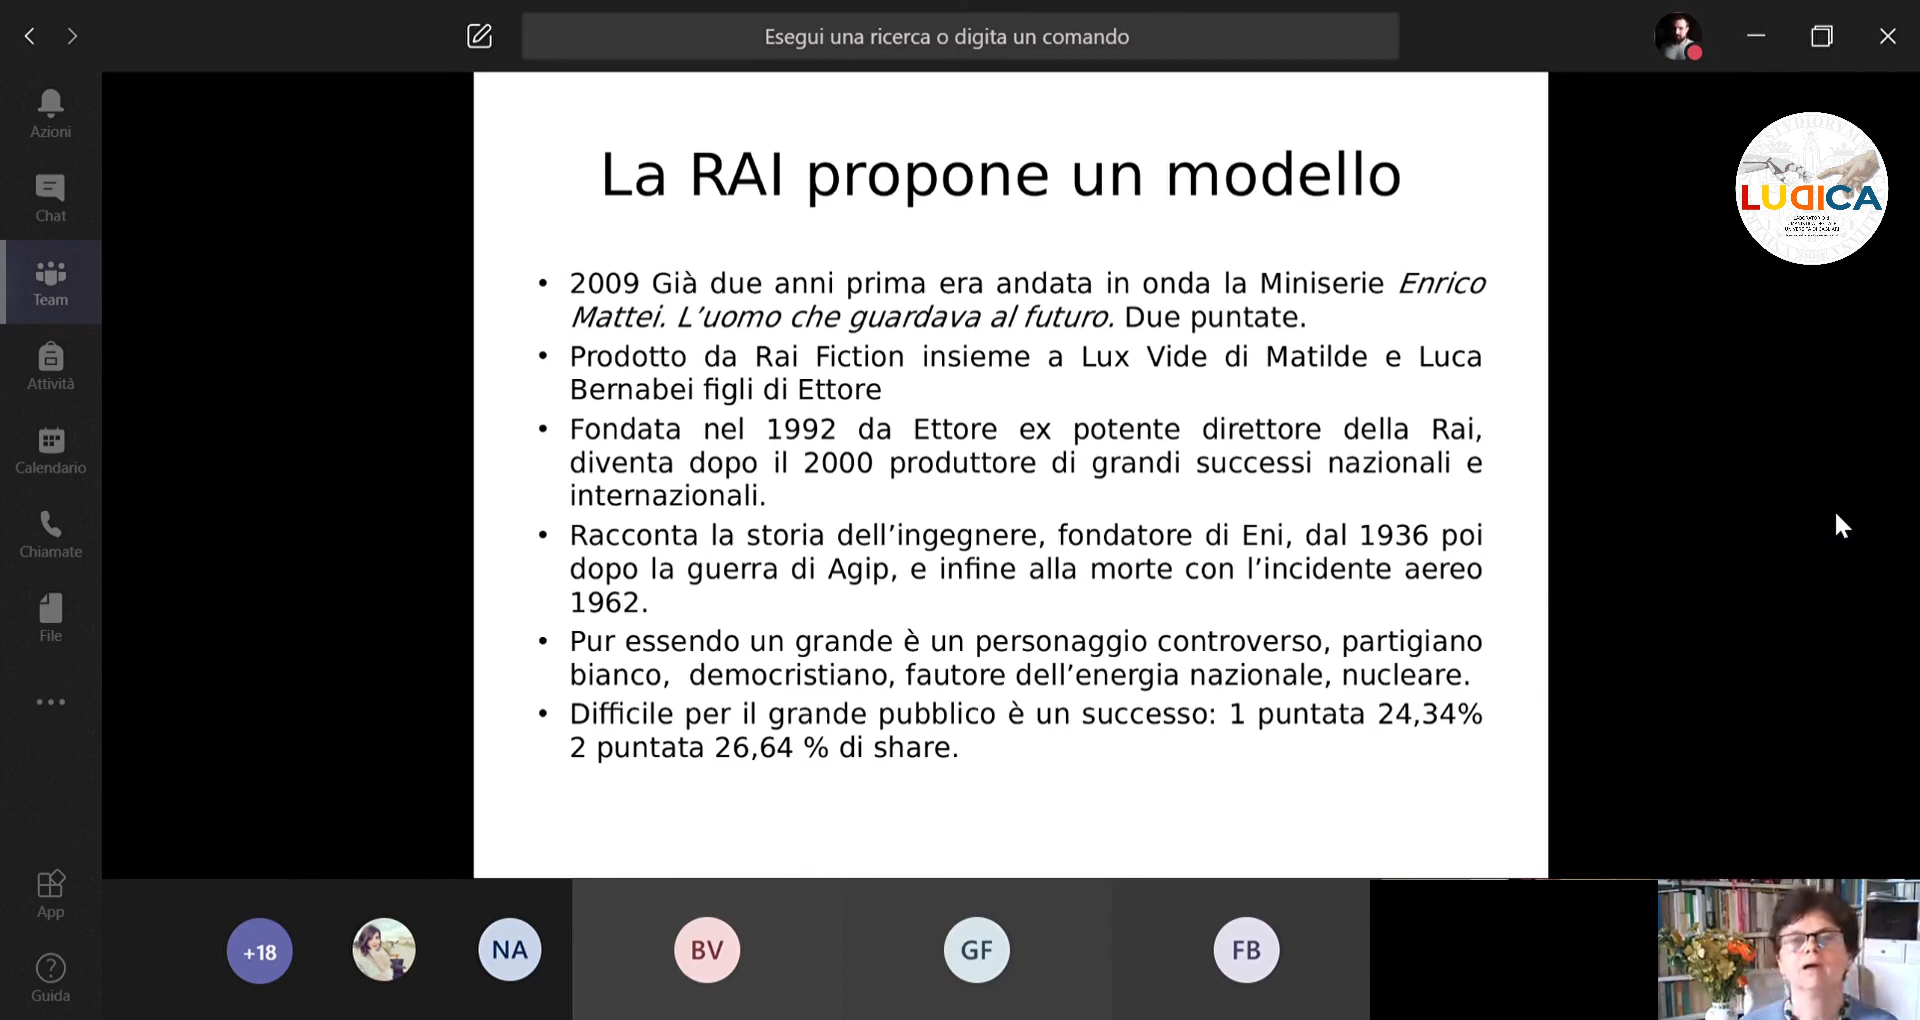 Esegui una ricerca o digita un comando
Azioni
Chat
Team
Attività
Calendario
Chiamate
File
App
Guida
La RAI propone un modello
• 2009 Già due anni prima era andata in onda la Miniserie Enrico
Mattei. L’uomo che guardava al futuro. Due puntate.
• Prodotto da Rai Fiction insieme a Lux Vide di Matilde e Luca
Bernabei figli di Ettore
• Fondata nel 1992 da Ettore ex potente direttore della Rai,
diventa dopo il 2000 produttore di grandi successi nazionali e
internazionali.
• Racconta la storia dell’ingegnere, fondatore di Eni, dal 1936 poi
dopo la guerra di Agip, e infine alla morte con l’incidente aereo
1962.
• Pur essendo un grande è un personaggio controverso, partigiano
bianco,  democristiano, fautore dell’energia nazionale, nucleare.
• Difficile per il grande pubblico è un successo: 1 puntata 24,34%
2 puntata 26,64 % di share.
LUDICA
+18
NA
BV
GF
FB